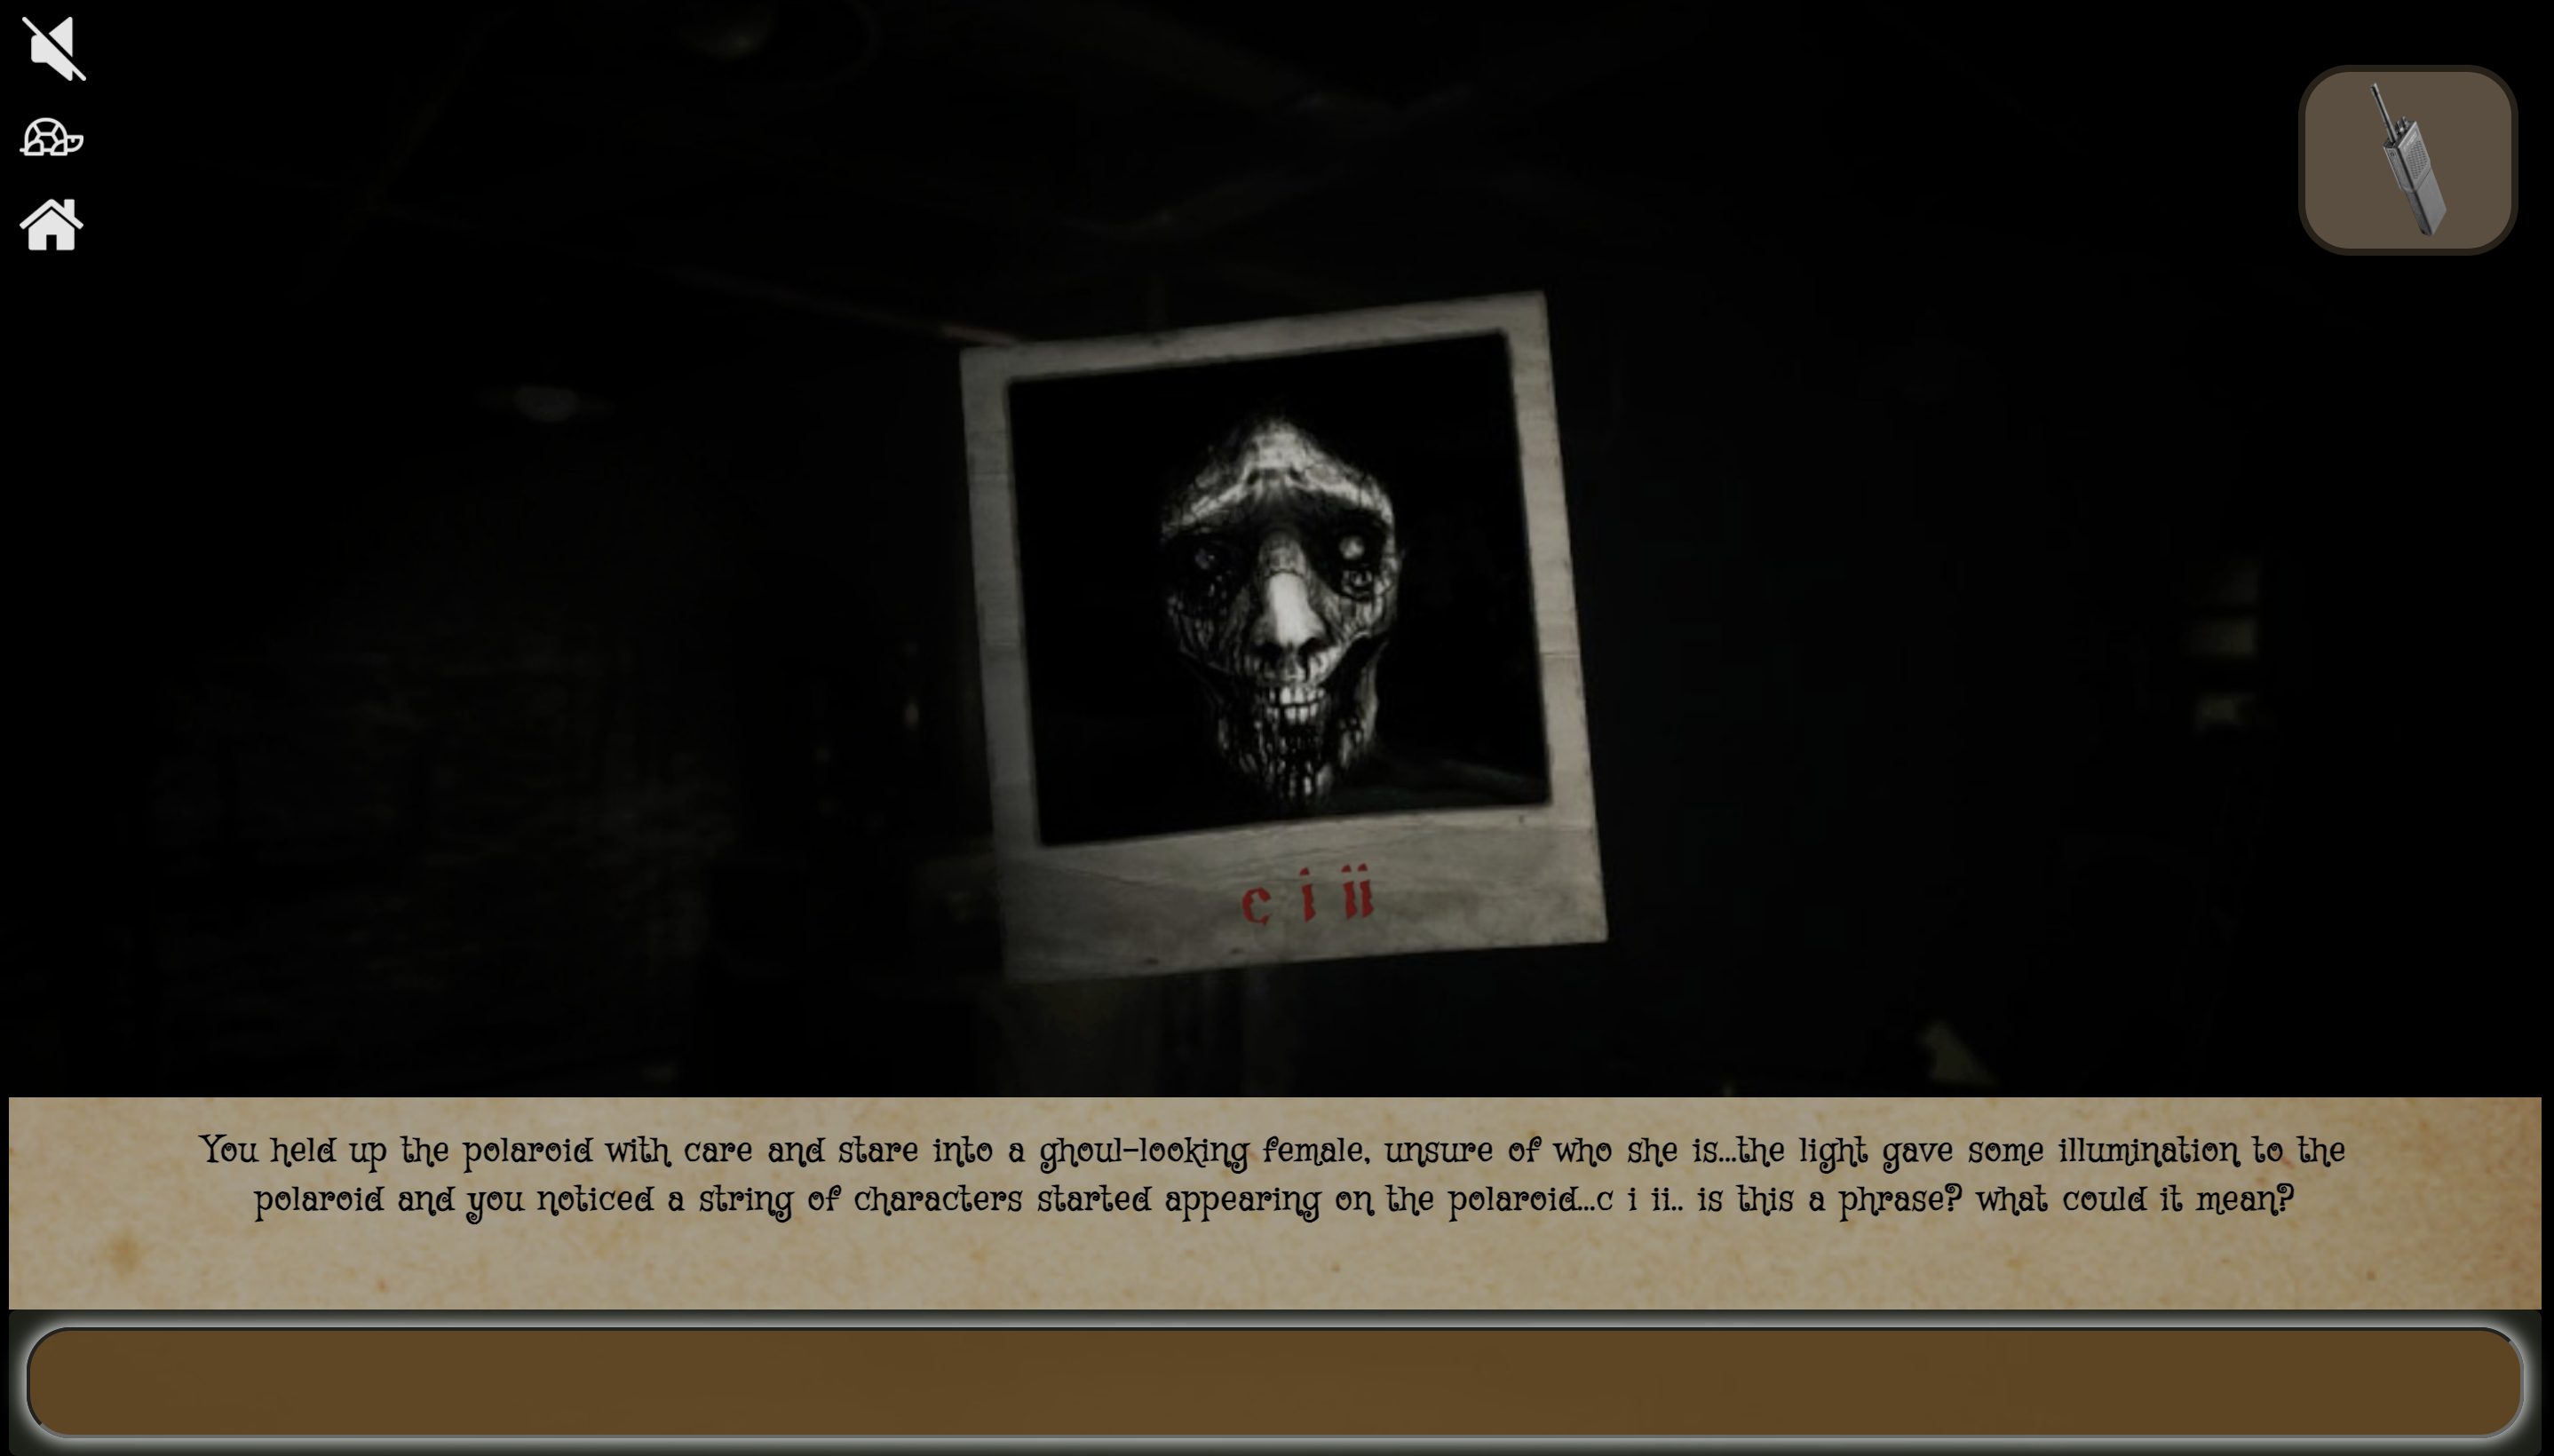 c i ii
You held up the polaroid with care and stare into a ghoul-looking female, unsure of who she is...the light gave some illumination to the
polaroid and you noticed a string of characters started appearing on the polaroid...c i ii.. is this a phrase? what could it mean?